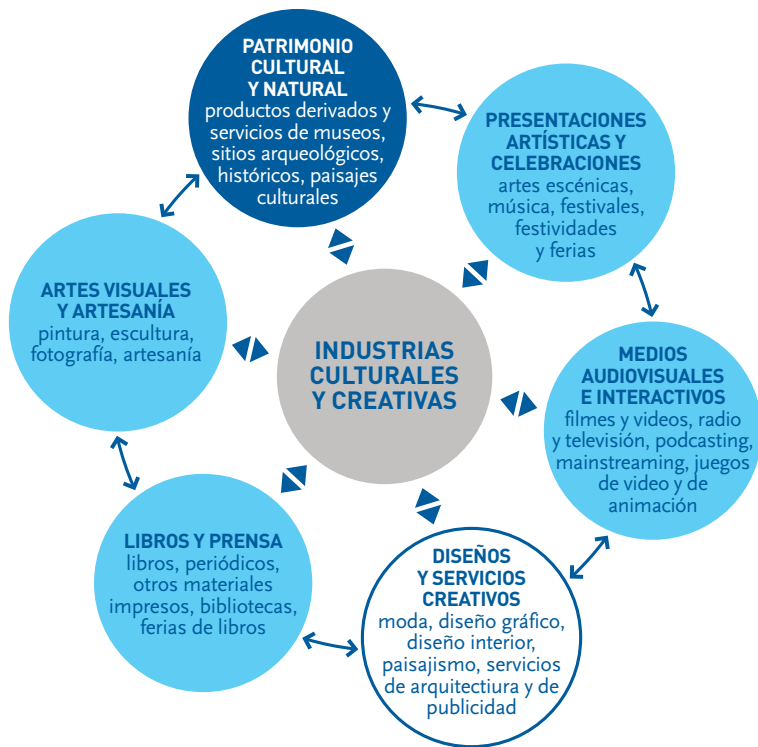 PATRIMONIO
CULTURAL
Y NATURAL
productos derivados y
servicios de museos,
sitios arqueológicos,
históricos, paisajes
culturales
PRESENTACIONES
ARTÍSTICAS Y
CELEBRACIONES
artes escénicas,
música, festivales,
festividades
y ferias
ARTES VISUALES
Y ARTESANÍA
pintura, escultura,
fotografía, artesanía
INDUSTRIAS
CULTURALES
Y CREATIVAS
MEDIOS
AUDIOVISUALES
E INTERACTIVOS
filmes y videos, radio
y televisión, podcasting,
mainstreaming, juegos
de video y de
animación
LIBROS Y PRENSA
libros, periódicos,
otros materiales
impresos, bibliotecas,
ferias de libros
DISEÑOS
Y SERVICIOS
CREATIVOS
moda, diseño gráfico,
diseño interior,
paisajismo, servicios
de arquitectiura y de
publicidad